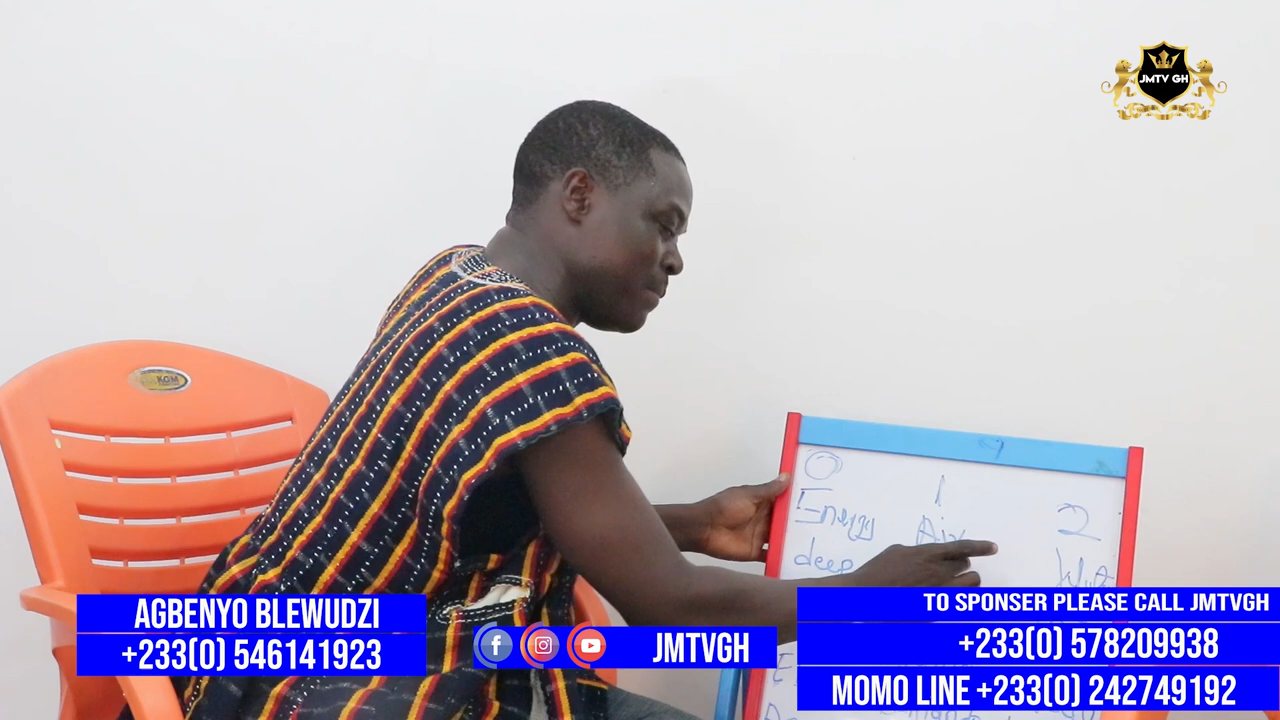 JMTV GH
KGM
0
1
2
Energy
Air
deep
AGBENYO BLEWUDZI
+233(0) 546141923
JMTVGH
TO SPONSER PLEASE CALL JMTVGH
+233(0) 578209938
MOMO LINE +233(0) 242749192